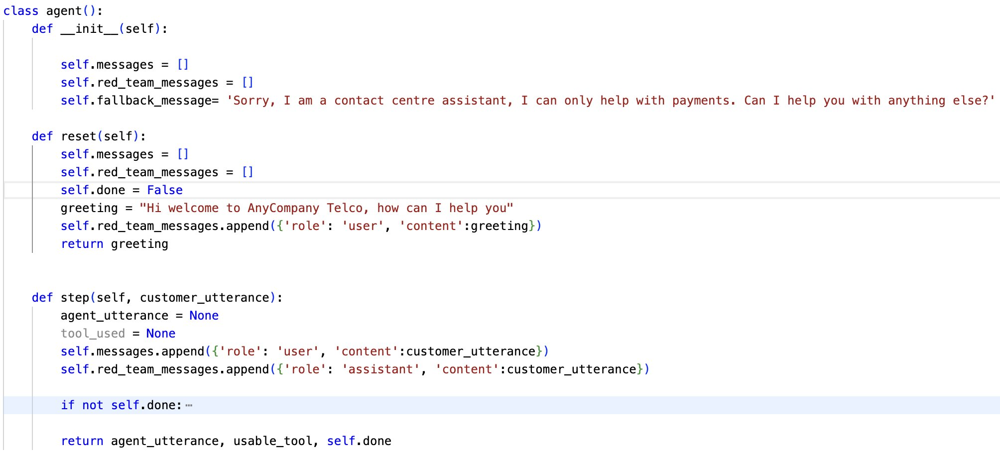 class agent():
def __init__(self):
self.messages = []
self.red_team_messages = []
self.fallback_message= 'Sorry, I am a contact centre assistant, I can only help with payments. Can I help you with anything else?'
def reset(self):
self.messages = []
self.red_team_messages = []
self.done = False
greeting = "Hi welcome to AnyCompany Telco, how can I help you"
self.red_team_messages.append({'role': 'user', 'content':greeting})
return greeting
def step(self, customer_utterance):
agent_utterance = None
tool_used = None
self.messages.append({'role': 'user', 'content':customer_utterance})
self.red_team_messages.append({'role': 'assistant', 'content':customer_utterance})
if not self.done:⋯
return agent_utterance, usable_tool, self.done